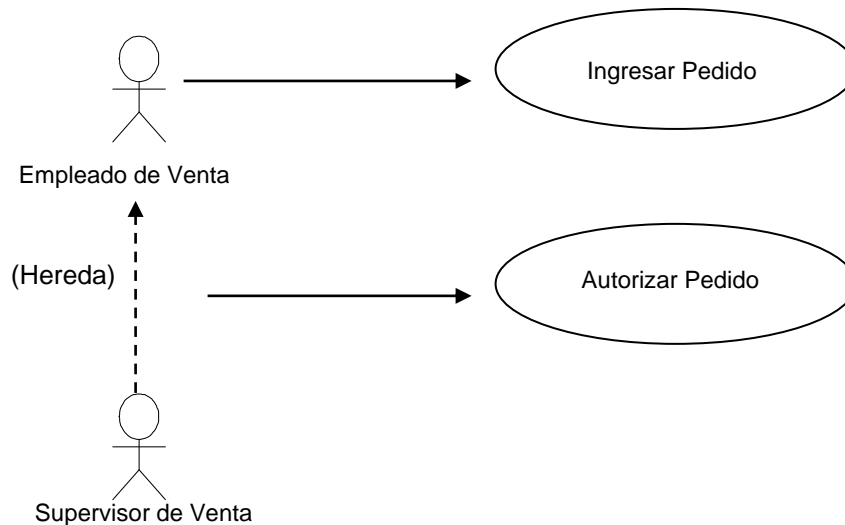 Ingresar Pedido
Empleado de Venta
(Hereda)
Autorizar Pedido
Supervisor de Venta